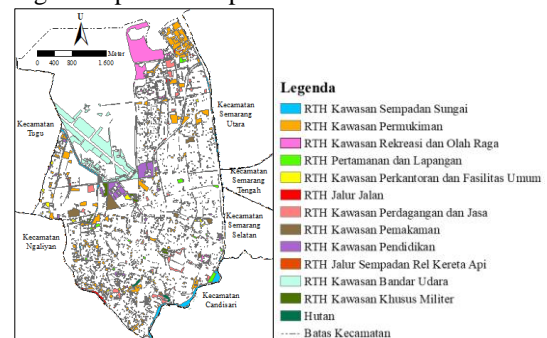 U
Meter
0 400 800 1.600
Kecamatan
Tugu
Kecamatan
Semarang
Utara
Kecamatan
Semarang
Tengah
Kecamatan
Semarang
Selatan
Kecamatan
Ngaliyan
Kecamatan
Candisari
Legenda
RTH Kawasan Sempadan Sungai
RTH Kawasan Permukiman
RTH Kawasan Rekreasi dan Olah Raga
RTH Pertamanan dan Lapangan
RTH Kawasan Perkantoran dan Fasilitas Umum
RTH Jalur Jalan
RTH Kawasan Perdagangan dan Jasa
RTH Kawasan Pemakaman
RTH Kawasan Pendidikan
RTH Jalur Sempadan Rel Kereta Api
RTH Kawasan Bandar Udara
RTH Kawasan Khusus Militer
Hutan
Batas Kecamatan